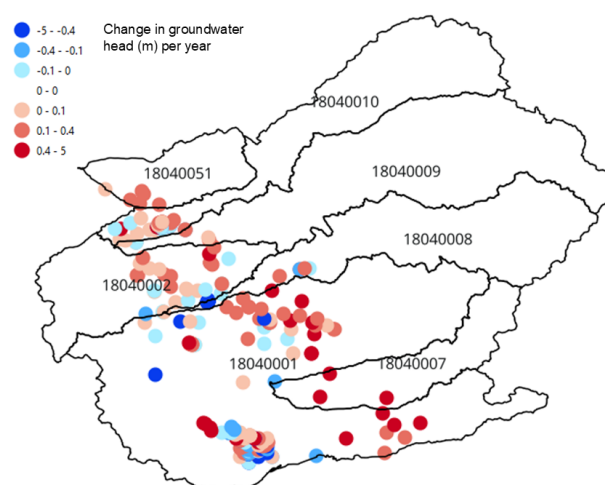 -5 - -0.4
-0.4 - -0.1
-0.1 - 0
0 - 0
0 - 0.1
0.1 - 0.4
0.4 - 5
Change in groundwater
head (m) per year
18040010
18040051
18040009
18040008
18040002
18040001
18040007